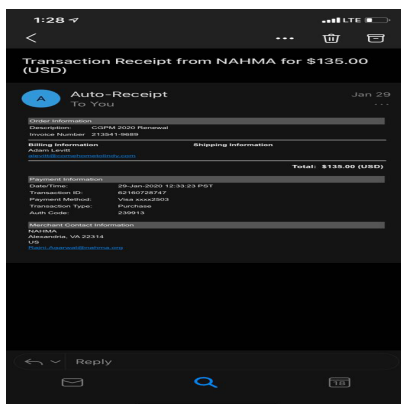 1:28
LTE
Transaction Receipt from NAHMA for $135.00
(USD)
A
Auto-Receipt
Jan 29
To You
Order Information
Description: CGPM 2020 Renewal
Invoice Number 213541-9689
Billing Information Shipping Information
Adam Levitt
Total: $135.00 (USD)
Payment Information
Date/Time: 29-Jan-2020 12:33:23 PST
Transaction ID: 62160728747
Payment Method: Visa xxxx2503
Transaction Type: Purchase
Auth Code: 239913
Merchant Contact Information
NAHMA
Alexandria, VA 22314
US
Reply
18